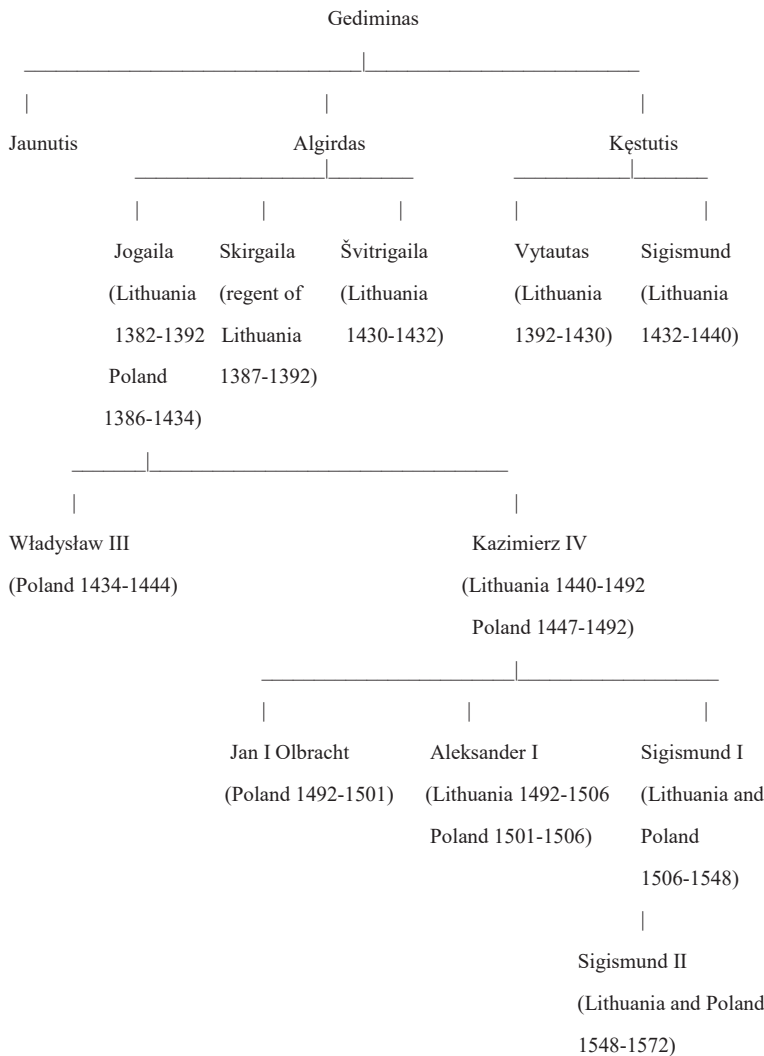 Gediminas
Jaunutis Algirdas Kęstutis
Jogaila Skirgaila Švitrigaila Vytautas Sigismund
(Lithuania (regent of (Lithuania (Lithuania (Lithuania
1382-1392 Lithuania 1430-1432) 1392-1430) 1432-1440)
Poland 1387-1392)
1386-1434)
Władysław III Kazimierz IV
(Poland 1434-1444) (Lithuania 1440-1492
Poland 1447-1492)
Jan I Olbracht Aleksander I Sigismund I
(Poland 1492-1501) (Lithuania 1492-1506 (Lithuania and
Poland 1501-1506) Poland
1506-1548)
Sigismund II
(Lithuania and Poland
1548-1572)